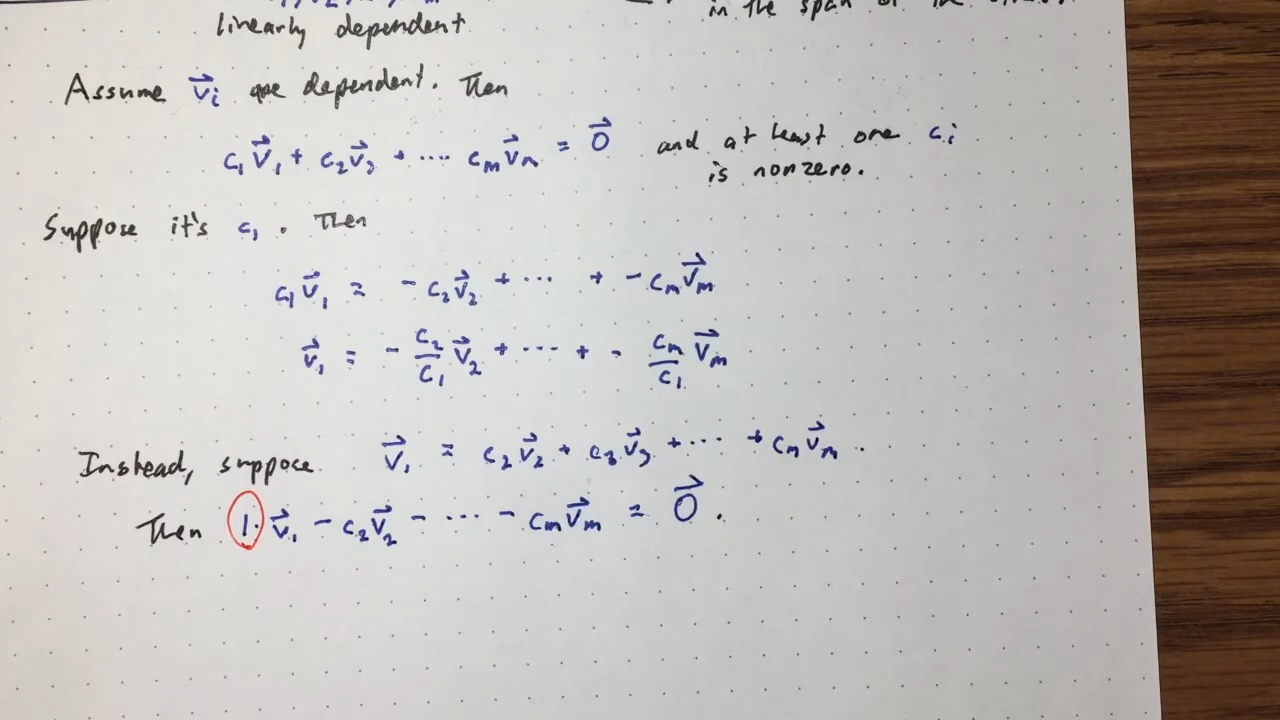 in the span of the
linearly dependent
Assume v⃗ᵢ are dependent. Then
c₁v⃗₁ + c₂v⃗₂ + .... cₘv⃗ₘ = 0⃗ and at least one cᵢ
is nonzero.
Suppose it's c₁. Then
c₁v⃗₁ = -c₂v⃗₂ + ... + -cₘv⃗ₘ
v⃗₁ = - c₂/c₁ v⃗₂ + ... + - cₘ/c₁ v⃗ₘ
Instead, suppose v⃗₁ = c₂v⃗₂ + c₃v⃗₃ + ... + cₘv⃗ₘ.
Then 1·v⃗₁ - c₂v⃗₂ - ... - cₘv⃗ₘ = 0⃗.